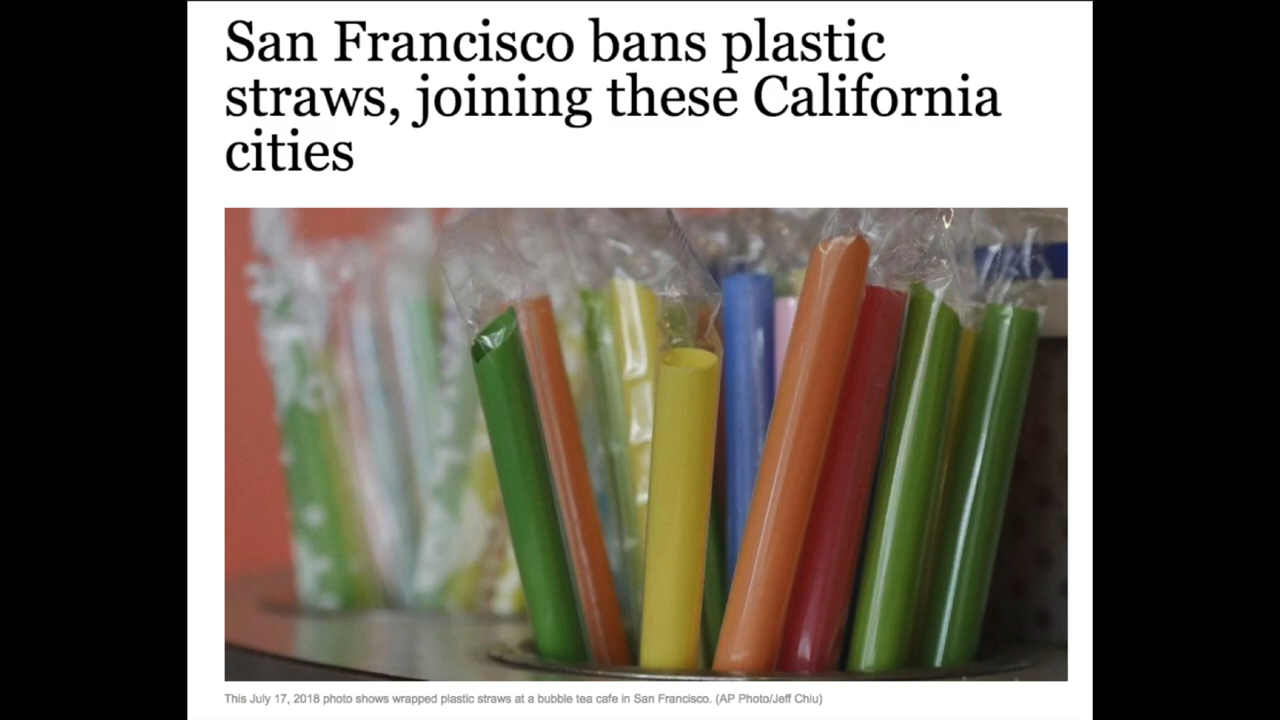 San Francisco bans plastic
straws, joining these California
cities
This July 17, 2018 photo shows wrapped plastic straws at a bubble tea cafe in San Francisco. (AP Photo/Jeff Chiu)